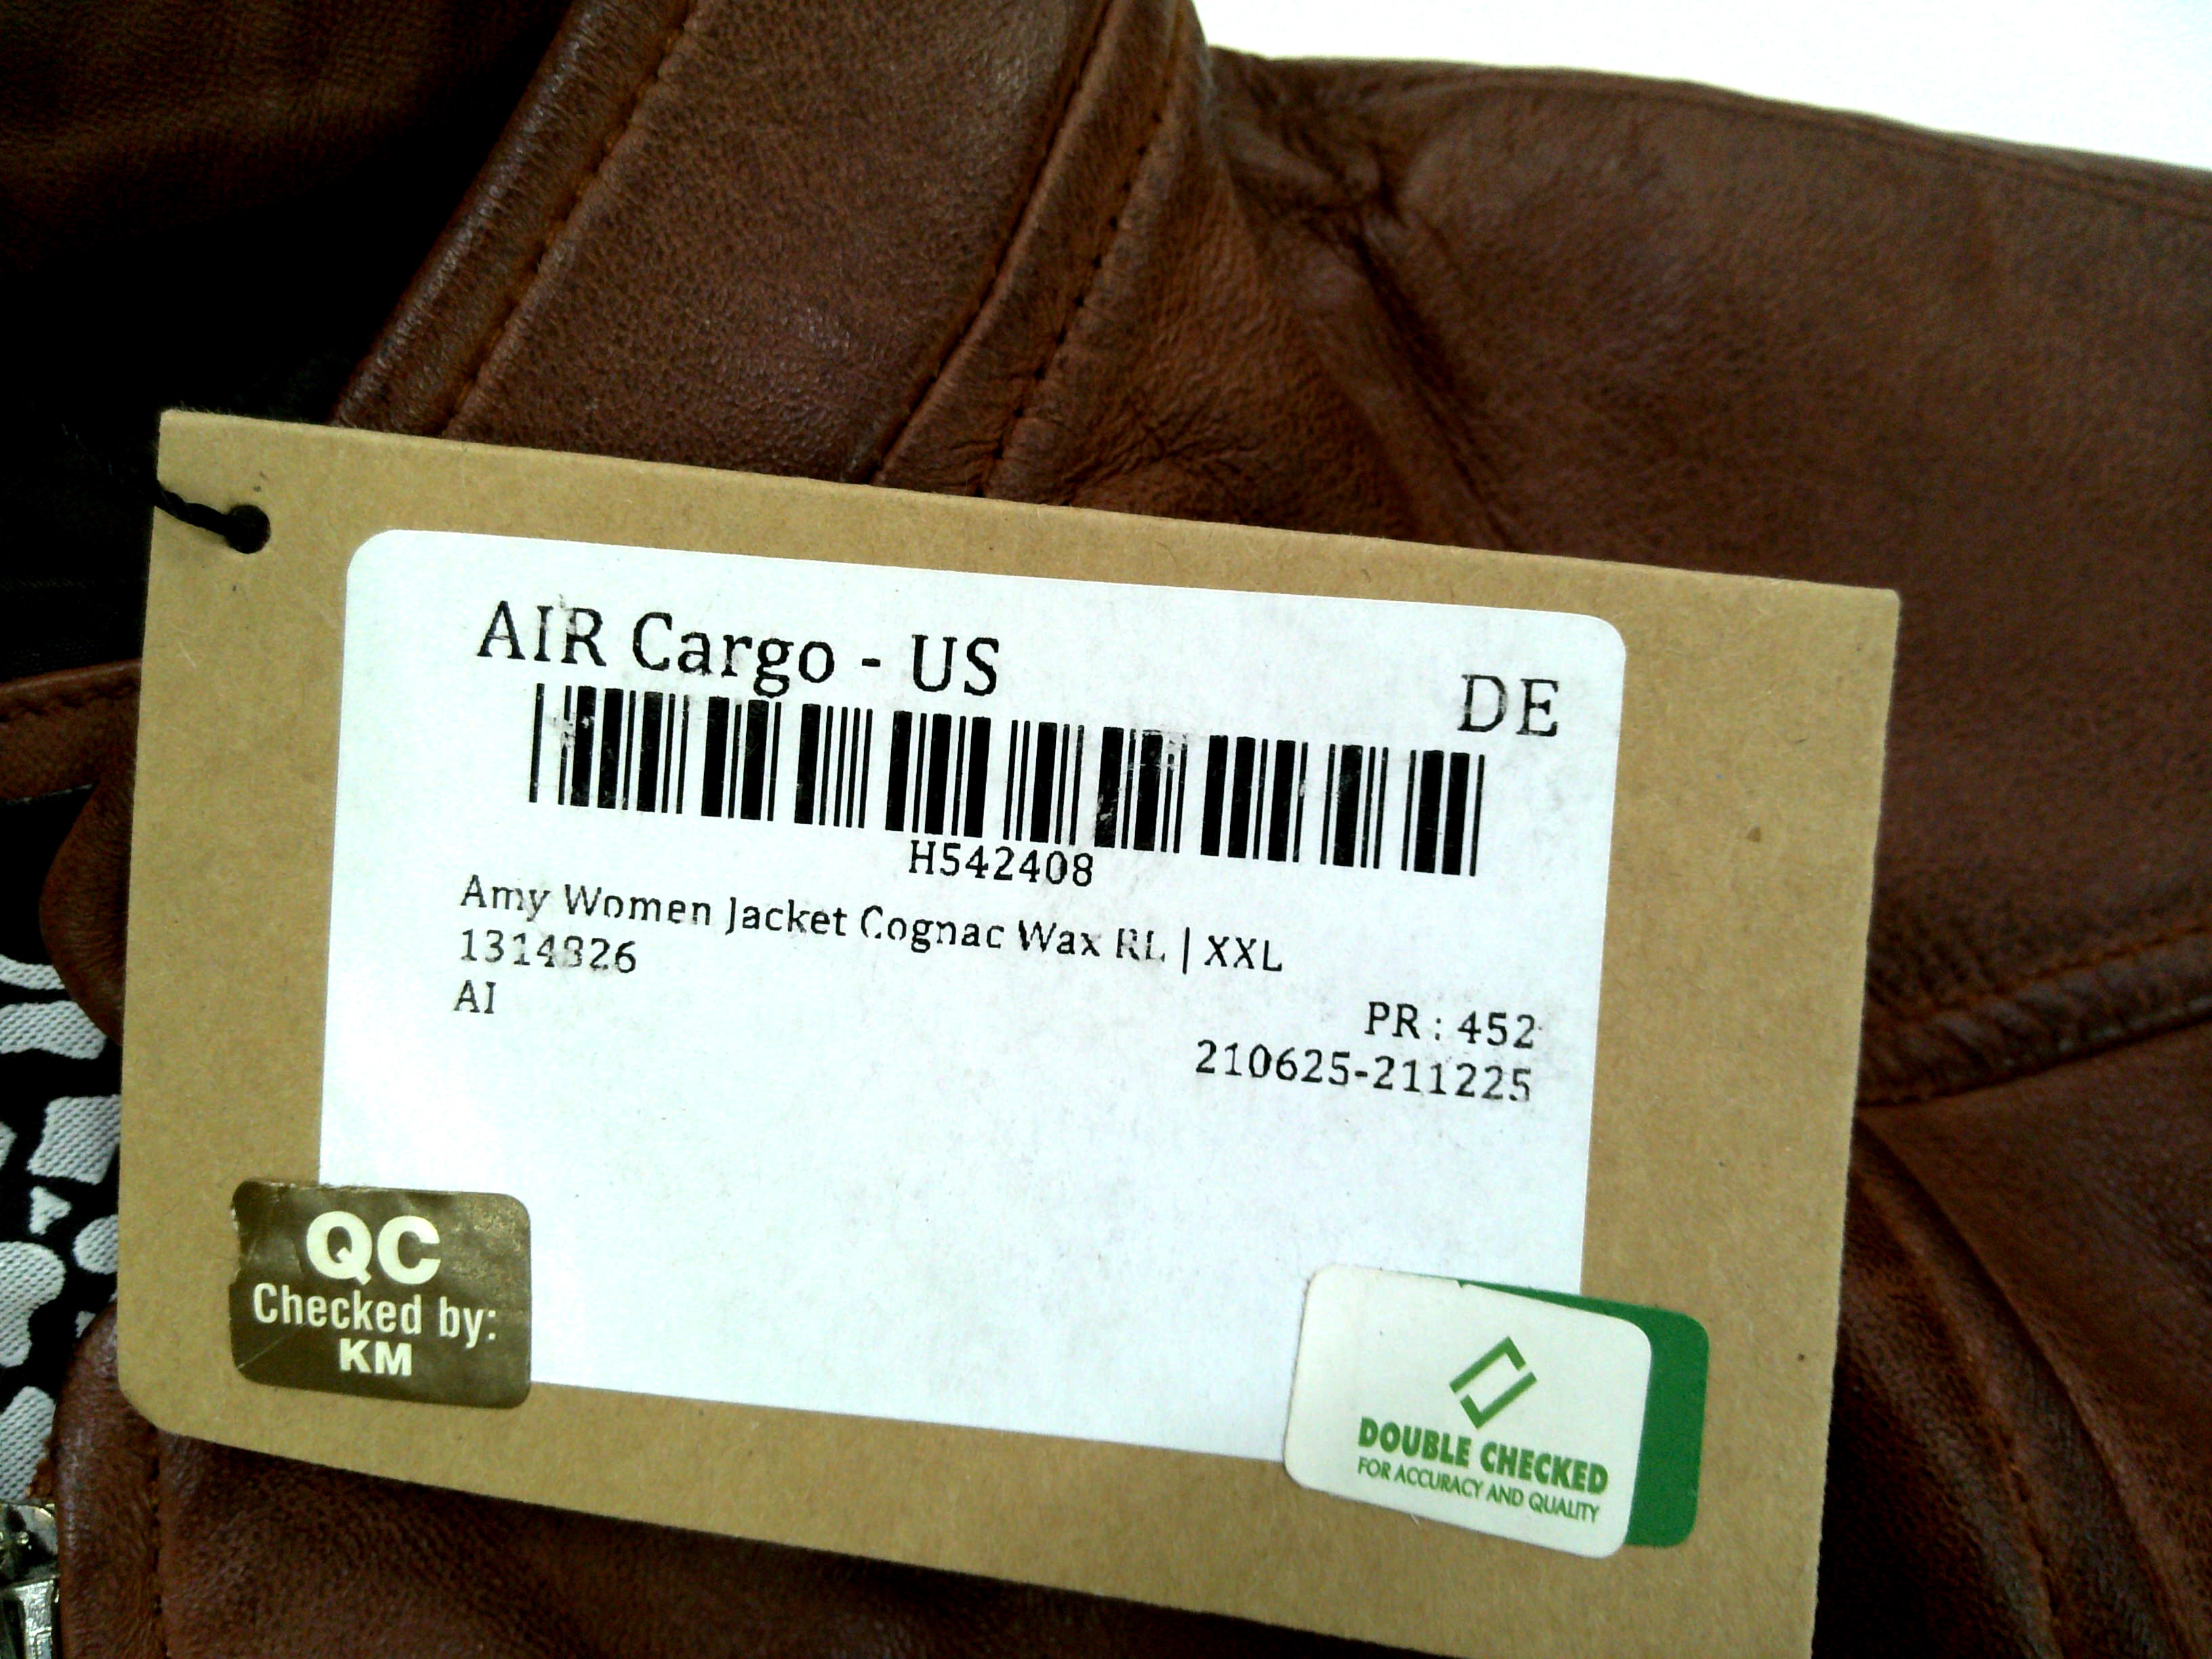 AIR Cargo - US
DE
H542408
Amy Women Jacket Cognac Wax RL | XXL
1314826
AI
PR : 452
210625-211225
QC
Checked by:
KM
DOUBLE CHECKED
FOR ACCURACY AND QUALITY